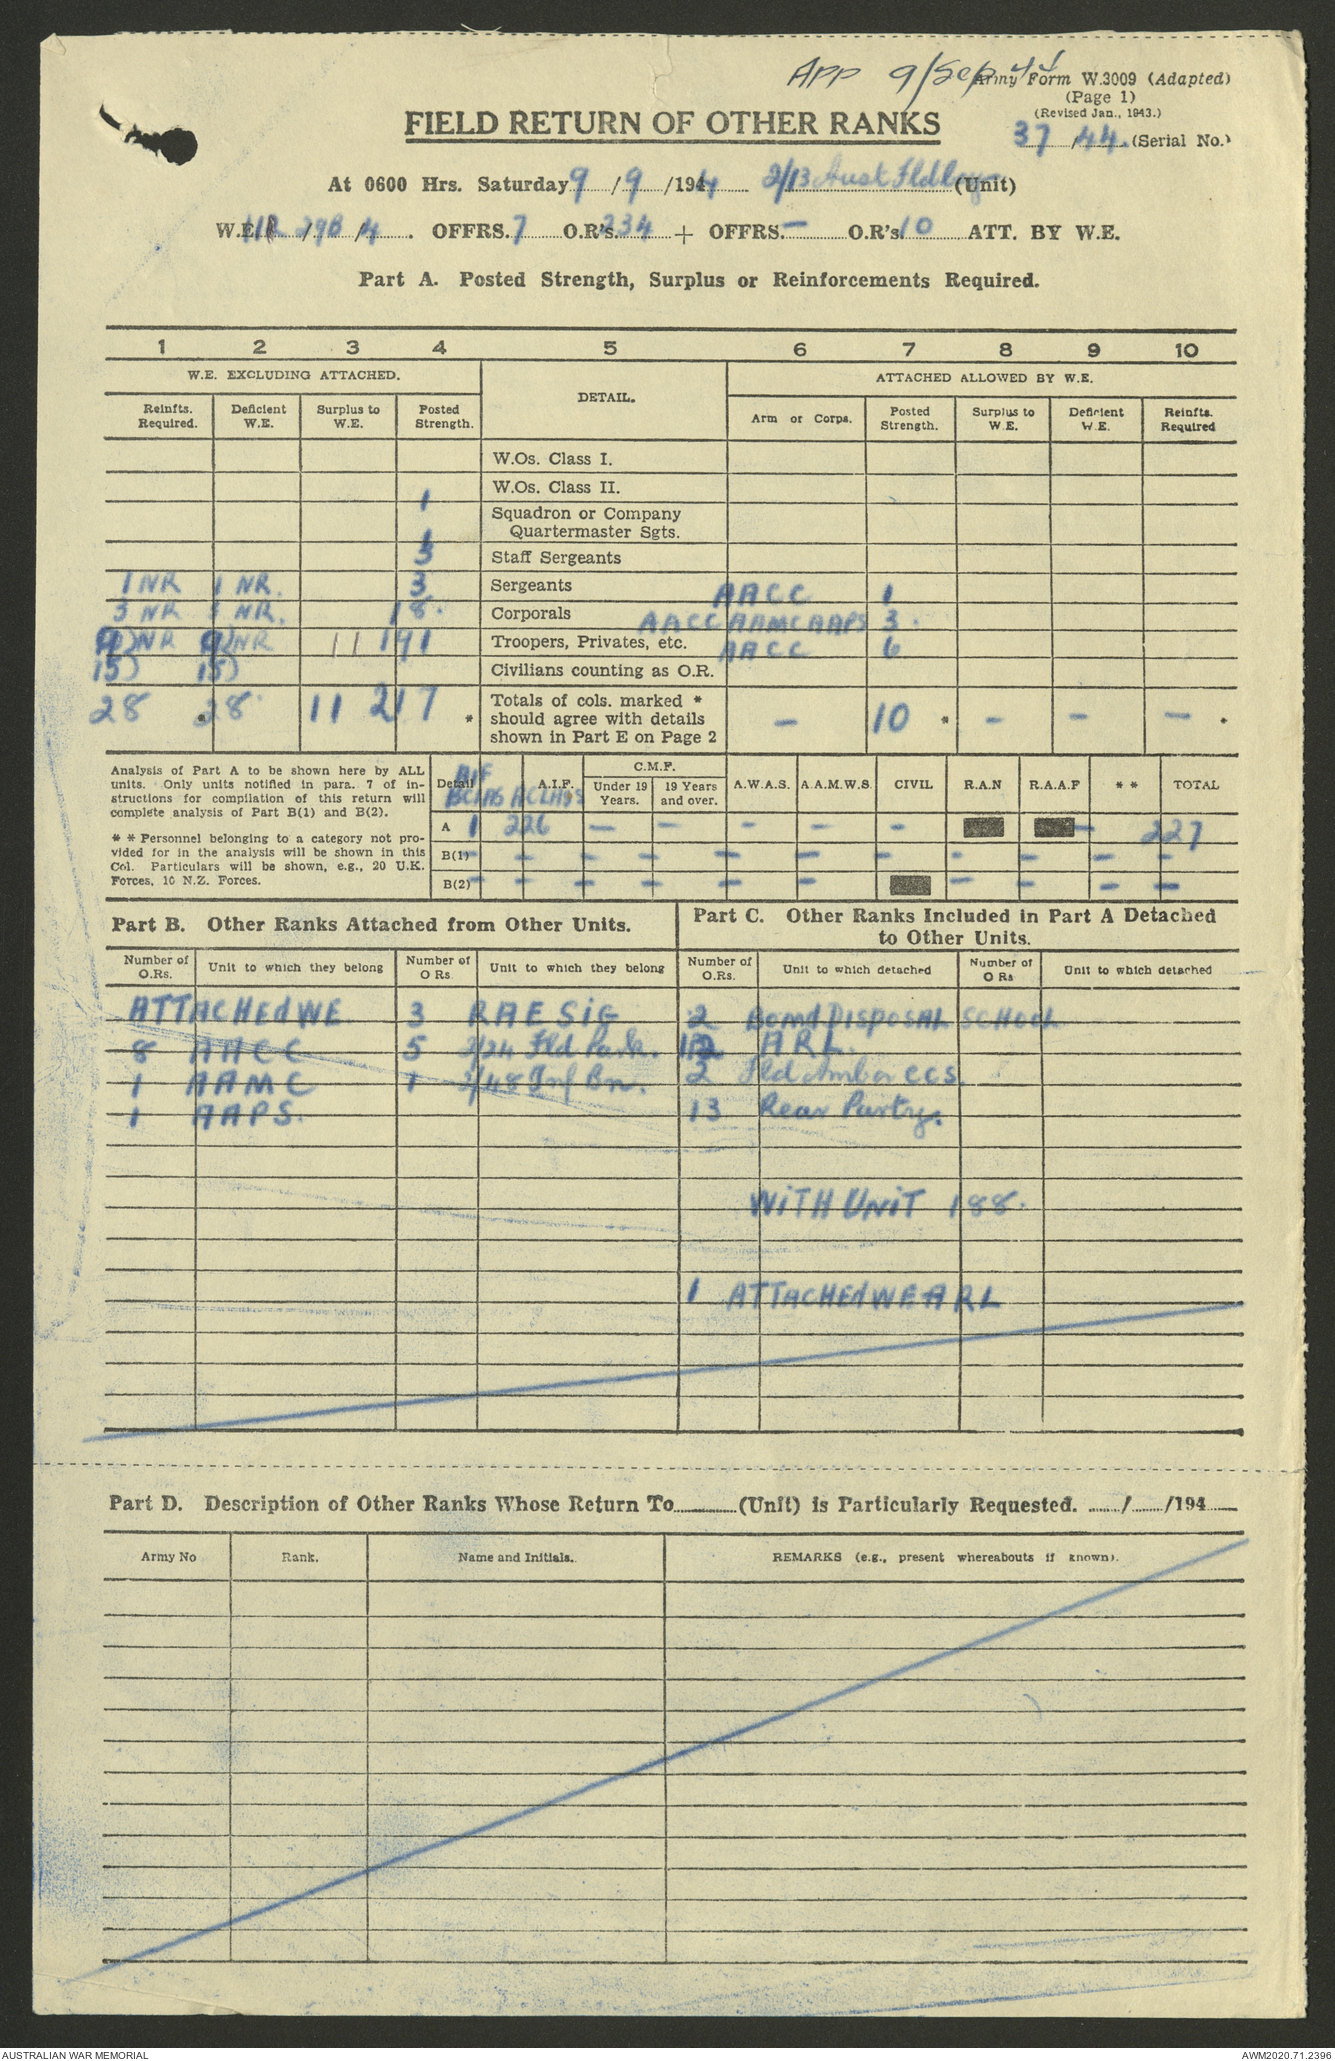 APP 9/Sep 44
Army Form W.3009 (Adapted)
(Page 1)
(Revised Jan., 1943.)
FIELD RETURN OF OTHER RANKS
37 / 44. (Serial No.)
At 0600 Hrs. Saturday 9 / 9 /1944 2/13 Aust Fld Coy (Unit)
W.E. / 29B / 4 . OFFRS. 7 O.R's. 234 + OFFRS. — O.R's 10 ATT. BY W.E.
Part A. Posted Strength, Surplus or Reinforcements Required.
1 2 3 4 5 6 7 8 9 10
W.E. EXCLUDING ATTACHED. DETAIL. ATTACHED ALLOWED BY W.E.
Reinfts. Required. Deficient W.E. Surplus to W.E. Posted Strength. Arm or Corps. Posted Strength. Surplus to W.E. Deficient W.E. Reinfts. Required
W.Os. Class I.
1 W.Os. Class II.
1 Squadron or Company Quartermaster Sgts.
3 Staff Sergeants
1 NR 1 NR. 3 Sergeants AACC 1
3 NR 3 NR. 18. Corporals AACC AAMC AAPS 3.
9) NR 9) NR 11 191 Troopers, Privates, etc. AACC 6
15) 15) Civilians counting as O.R.
28 28 * 11 217 * Totals of cols. marked * should agree with details shown in Part E on Page 2 — 10 * — — — *
Analysis of Part A to be shown here by ALL
units. Only units notified in para. 7 of in-
structions for compilation of this return will
complete analysis of Part B(1) and B(2).
* * Personnel belonging to a category not pro-
vided for in the analysis will be shown in this
Col. Particulars will be shown, e.g., 20 U.K.
Forces, 10 N.Z. Forces.
Detail A.I.F. C.M.F. Under 19 Years. 19 Years and over. A.W.A.S. A.A.M.W.S. CIVIL R.A.N R.A.A.F * * TOTAL
A 1 226 — — — — — — 227
B(1) — — — — — — — — — — —
B(2) — — — — — — — — — —
Part B. Other Ranks Attached from Other Units.
Part C. Other Ranks Included in Part A Detached
to Other Units.
Number of O.Rs. Unit to which they belong Number of O Rs Unit to which they belong Number of O.Rs. Unit to which detached Number of O Rs Unit to which detached
ATTACHED WE 3 RAE SIG 2 Bomd DISPOSAL SCHOOL
8 AACC 5 2/24 Fld Park. 12 ARL.
1 AAMC 1 2/48 Inf Bn. 2 Fld Amb or CCS.
1 AAPS. 13 Rear Party.
WITH UNIT 188.
1 ATTACHED WE ARL
Part D. Description of Other Ranks Whose Return To (Unit) is Particularly Requested. / /194
Army No Rank. Name and Initials. REMARKS (e.g., present whereabouts if known).
AUSTRALIAN WAR MEMORIAL
AWM2020.71.2396